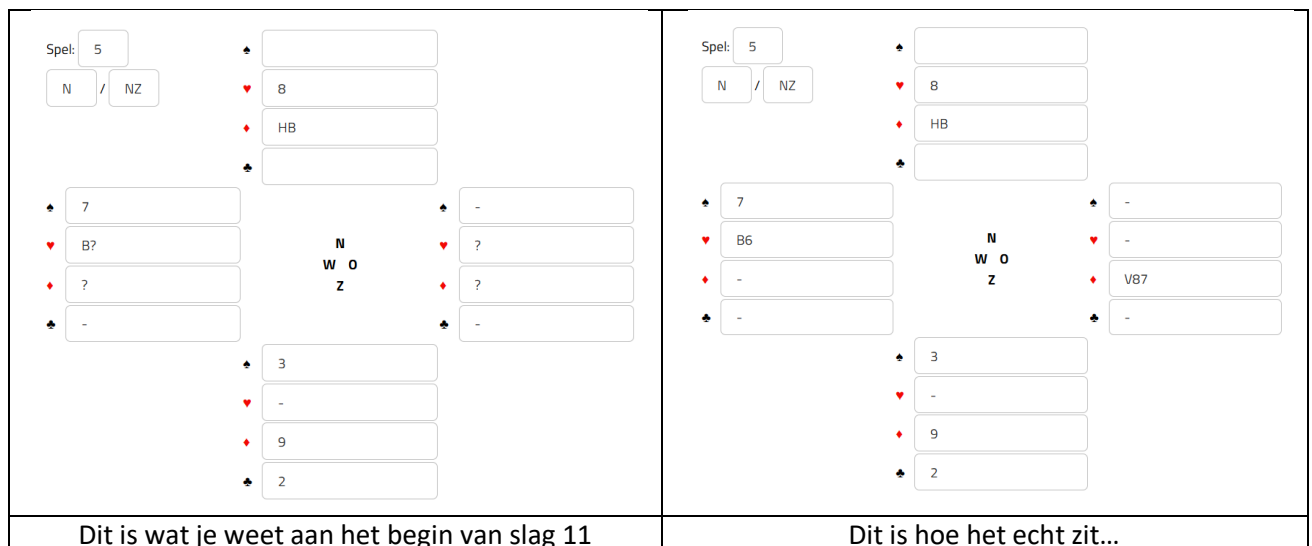 Spel: 5
N / NZ
♠
♥ 8
♦ HB
♣
♠ 7
♥ B?
♦ ?
♣ -
N
W O
Z
♠ -
♥ ?
♦ ?
♣ -
♠ 3
♥ -
♦ 9
♣ 2
Dit is wat je weet aan het begin van slag 11
Spel: 5
N / NZ
♠
♥ 8
♦ HB
♣
♠ 7
♥ B6
♦ -
♣ -
N
W O
Z
♠ -
♥ -
♦ V87
♣ -
♠ 3
♥ -
♦ 9
♣ 2
Dit is hoe het echt zit…